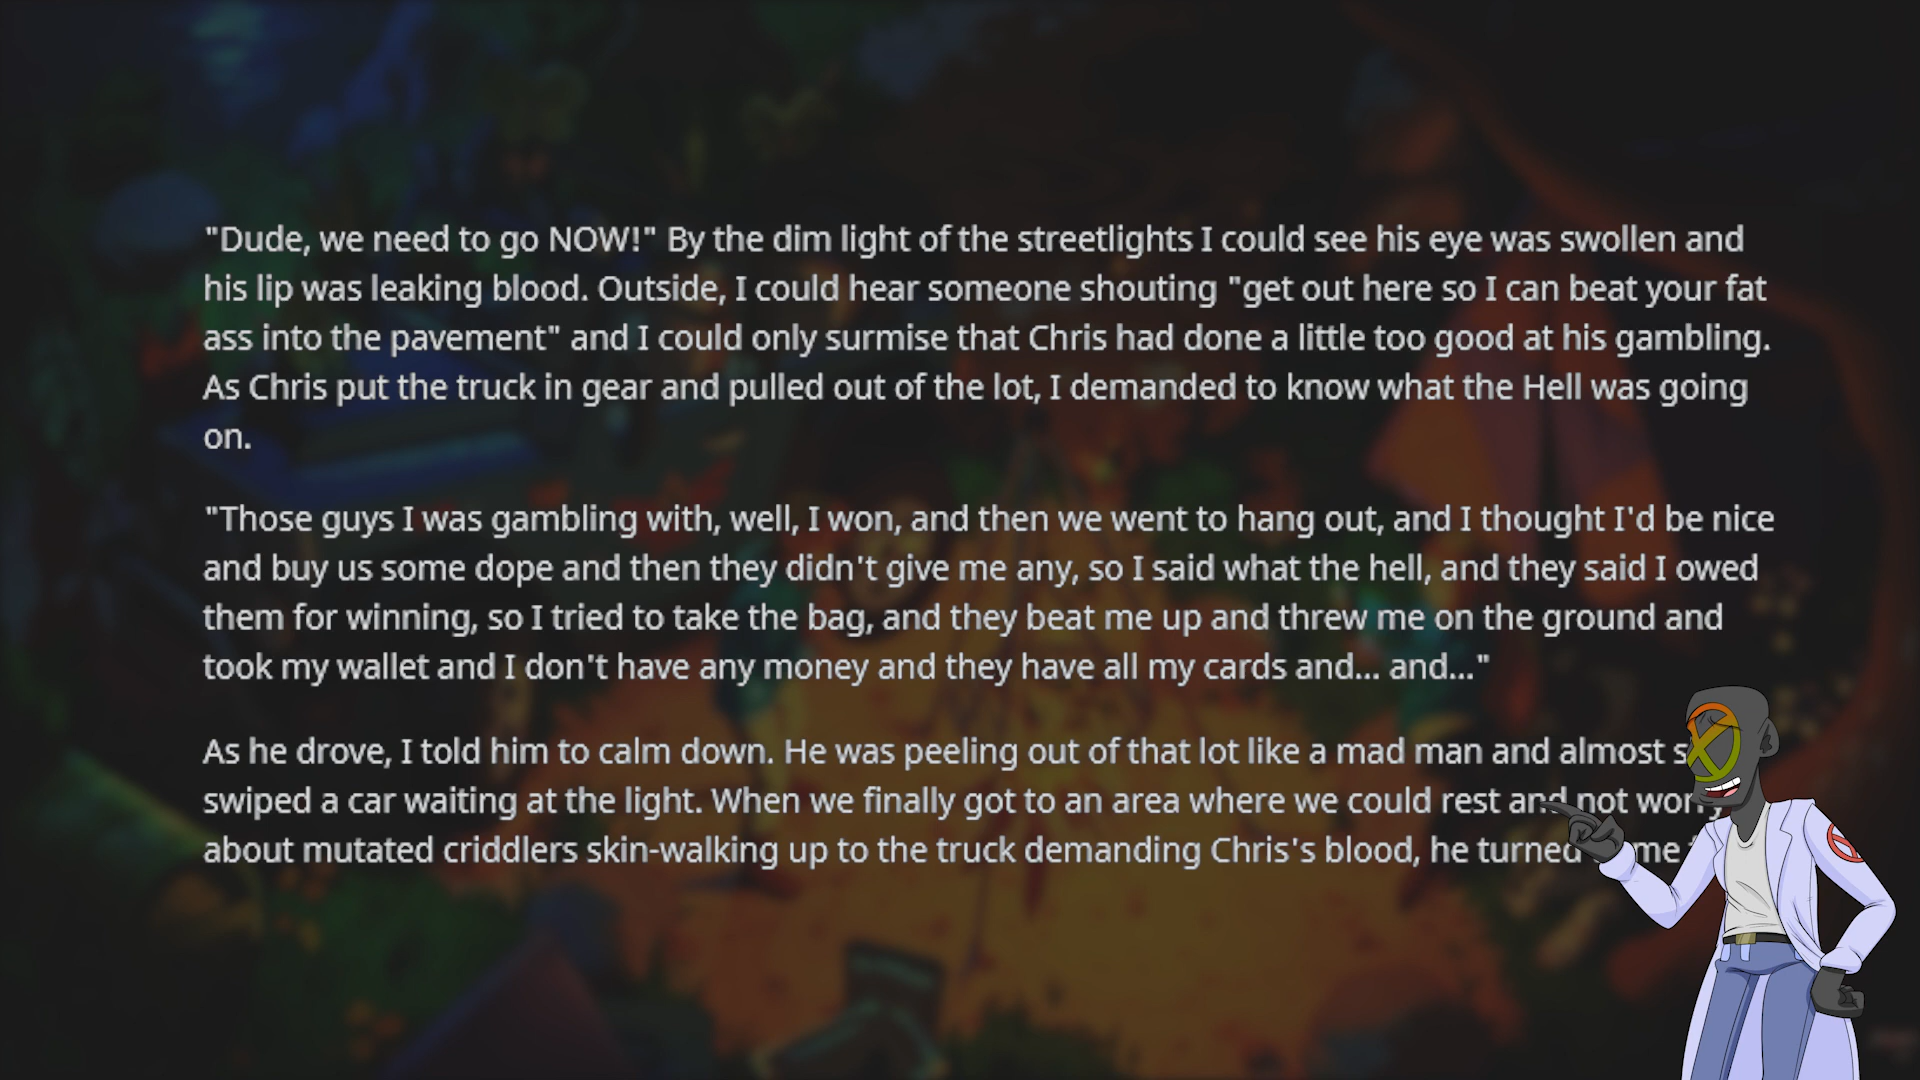 "Dude, we need to go NOW!" By the dim light of the streetlights I could see his eye was swollen and
his lip was leaking blood. Outside, I could hear someone shouting "get out here so I can beat your fat
ass into the pavement" and I could only surmise that Chris had done a little too good at his gambling.
As Chris put the truck in gear and pulled out of the lot, I demanded to know what the Hell was going
on.
"Those guys I was gambling with, well, I won, and then we went to hang out, and I thought I'd be nice
and buy us some dope and then they didn't give me any, so I said what the hell, and they said I owed
them for winning, so I tried to take the bag, and they beat me up and threw me on the ground and
took my wallet and I don't have any money and they have all my cards and... and..."
As he drove, I told him to calm down. He was peeling out of that lot like a mad man and almost
swiped a car waiting at the light. When we finally got to an area where we could rest and not worry
about mutated criddlers skin-walking up to the truck demanding Chris's blood, he turned me